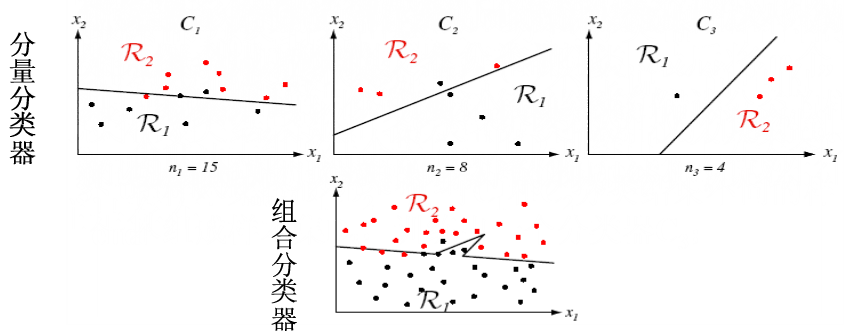 分量分类器
x2 C1
R2
R1
x1
n1 = 15
x2 C2
R2
R1
x1
n2 = 8
x2 C3
R1
R2
x1
n3 = 4
组合分类器
x2
R2
R1
x1